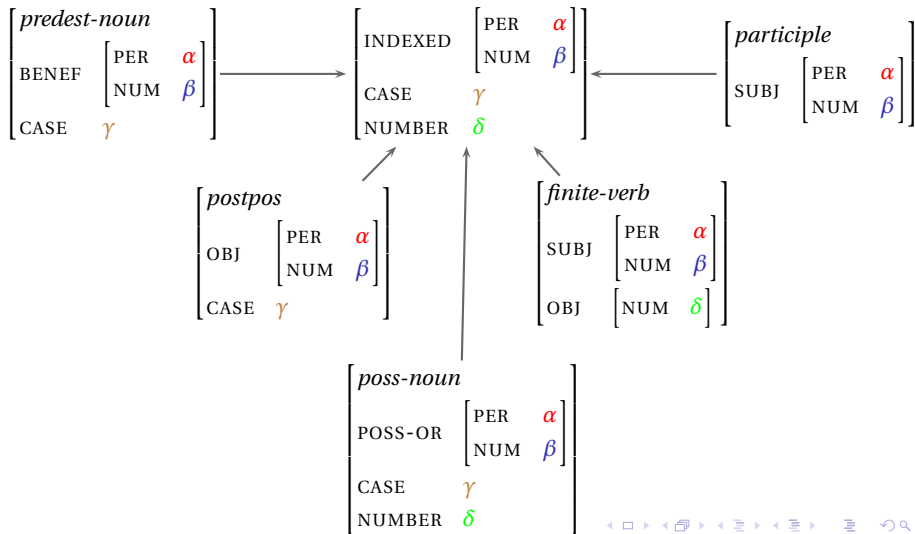 predest-noun
BENEF PER α
NUM β
CASE γ
INDEXED PER α
NUM β
CASE γ
NUMBER δ
participle
SUBJ PER α
NUM β
postpos
OBJ PER α
NUM β
CASE γ
finite-verb
SUBJ PER α
NUM β
OBJ NUM δ
poss-noun
POSS-OR PER α
NUM β
CASE γ
NUMBER δ